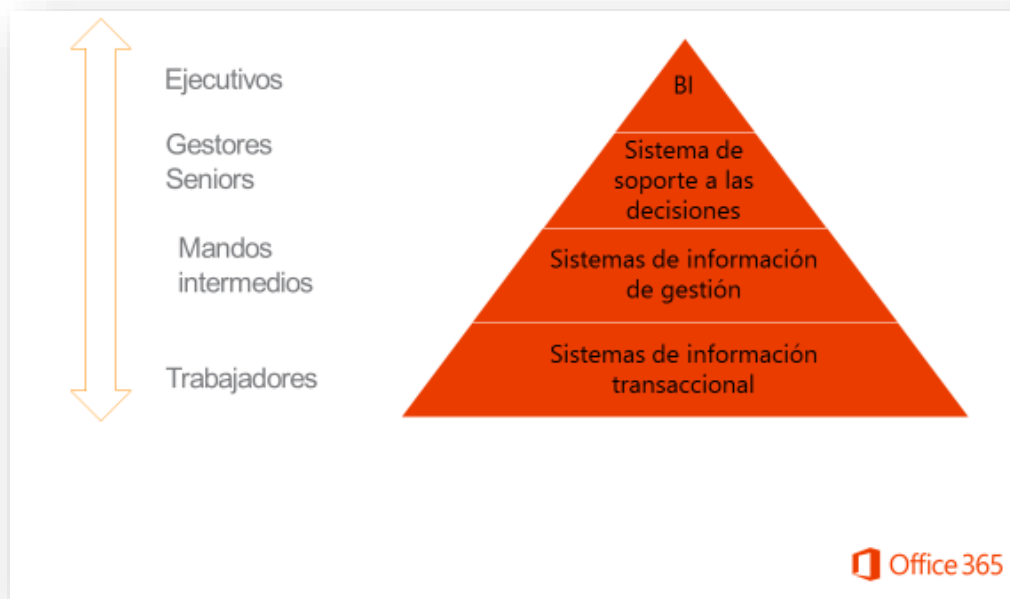 Ejecutivos
Gestores
Seniors
Mandos
intermedios
Trabajadores
BI
Sistema de
soporte a las
decisiones
Sistemas de información
de gestión
Sistemas de información
transaccional
Office 365